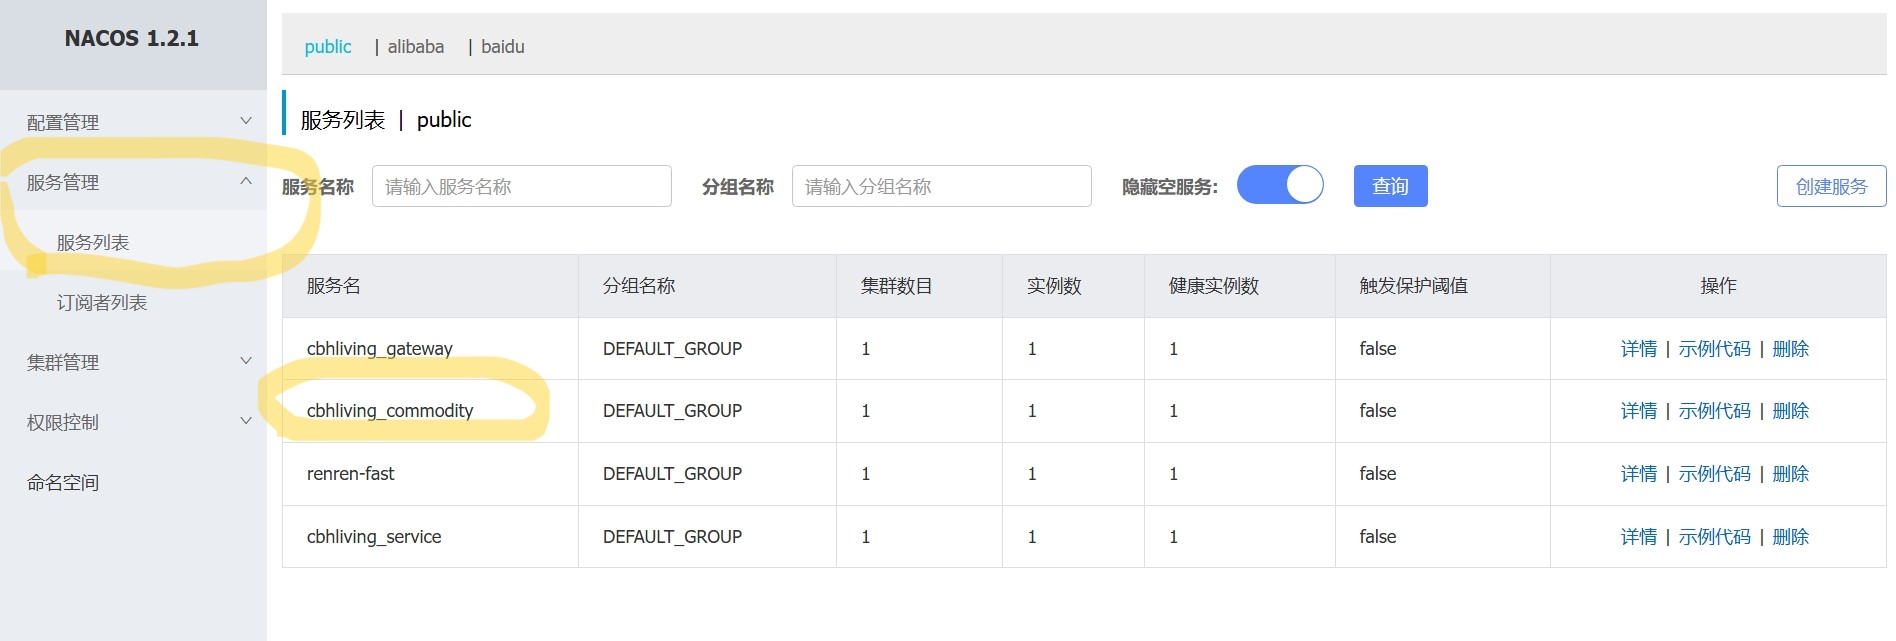 NACOS 1.2.1
public | alibaba | baidu
配置管理
服务管理
服务列表
订阅者列表
集群管理
权限控制
命名空间
服务列表 | public
服务名称 请输入服务名称 分组名称 请输入分组名称 隐藏空服务: 查询 创建服务
服务名 分组名称 集群数目 实例数 健康实例数 触发保护阈值 操作
cbhliving_gateway DEFAULT_GROUP 1 1 1 false 详情 | 示例代码 | 删除
cbhliving_commodity DEFAULT_GROUP 1 1 1 false 详情 | 示例代码 | 删除
renren-fast DEFAULT_GROUP 1 1 1 false 详情 | 示例代码 | 删除
cbhliving_service DEFAULT_GROUP 1 1 1 false 详情 | 示例代码 | 删除